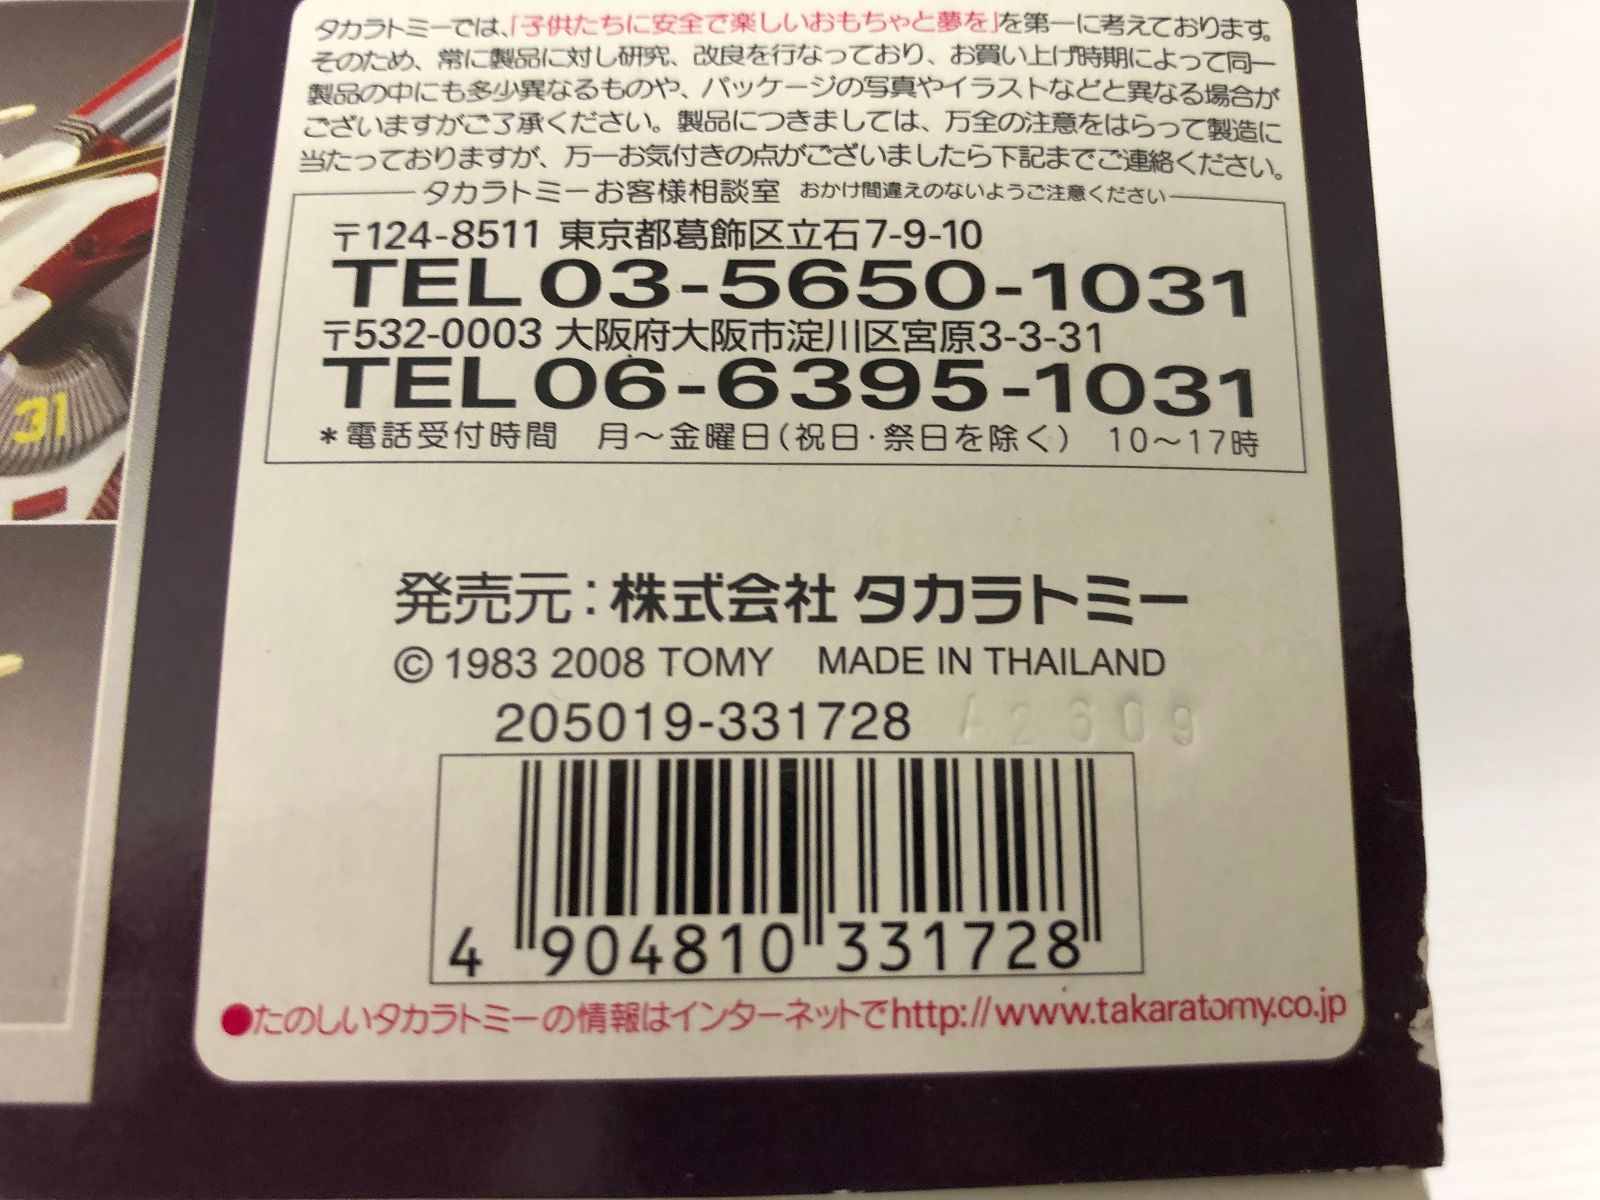 タカラトミーでは、「子供たちに安全で楽しいおもちゃと夢を」を第一に考えております。
そのため、常に製品に対し研究、改良を行なっており、お買い上げ時期によって同一
製品の中にも多少異なるものや、パッケージの写真やイラストなどと異なる場合が
ございますがご了承ください。製品につきましては、万全の注意をはらって製造に
当たっておりますが、万一お気付きの点がございましたら下記までご連絡ください。
タカラトミーお客様相談室 おかけ間違えのないようご注意ください
〒124-8511 東京都葛飾区立石7-9-10
TEL03-5650-1031
〒532-0003 大阪府大阪市淀川区宮原3-3-31
TEL06-6395-1031
*電話受付時間 月～金曜日(祝日・祭日を除く) 10～17時
31
発売元：株式会社 タカラトミー
© 1983 2008 TOMY MADE IN THAILAND
205019-331728 A2609
4 904810 331728
●たのしいタカラトミーの情報はインターネットでhttp://www.takaratomy.co.jp